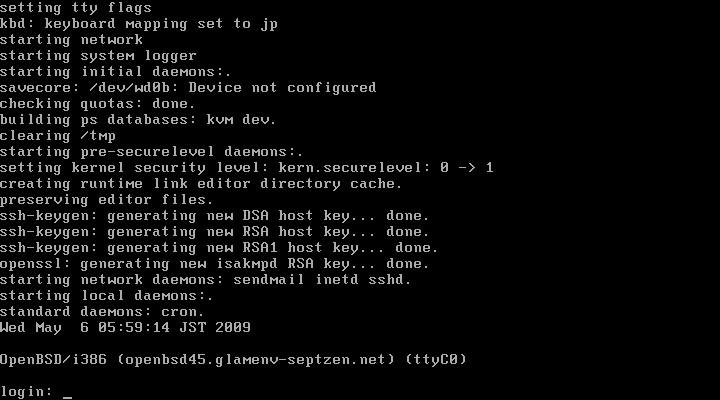 setting tty flags
kbd: keyboard mapping set to jp
starting network
starting system logger
starting initial daemons:.
savecore: /dev/wd0b: Device not configured
checking quotas: done.
building ps databases: kvm dev.
clearing /tmp
starting pre-securelevel daemons:.
setting kernel security level: kern.securelevel: 0 -> 1
creating runtime link editor directory cache.
preserving editor files.
ssh-keygen: generating new DSA host key... done.
ssh-keygen: generating new RSA host key... done.
ssh-keygen: generating new RSA1 host key... done.
openssl: generating new isakmpd RSA key... done.
starting network daemons: sendmail inetd sshd.
starting local daemons:.
standard daemons: cron.
Wed May  6 05:59:14 JST 2009
OpenBSD/i386 (openbsd45.glamenv-septzen.net) (ttyC0)
login: _